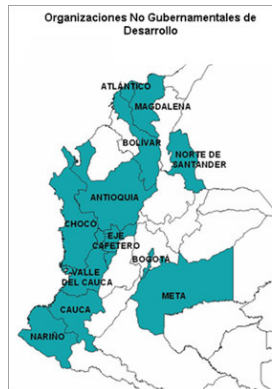 Organizaciones No Gubernamentales de
Desarrollo
ATLÁNTICO
MAGDALENA
BOLÍVAR
NORTE DE
SANTANDER
ANTIOQUIA
CHOCÓ
EJE
CAFETERO
BOGOTÁ
VALLE
DEL CAUCA
META
CAUCA
NARIÑO